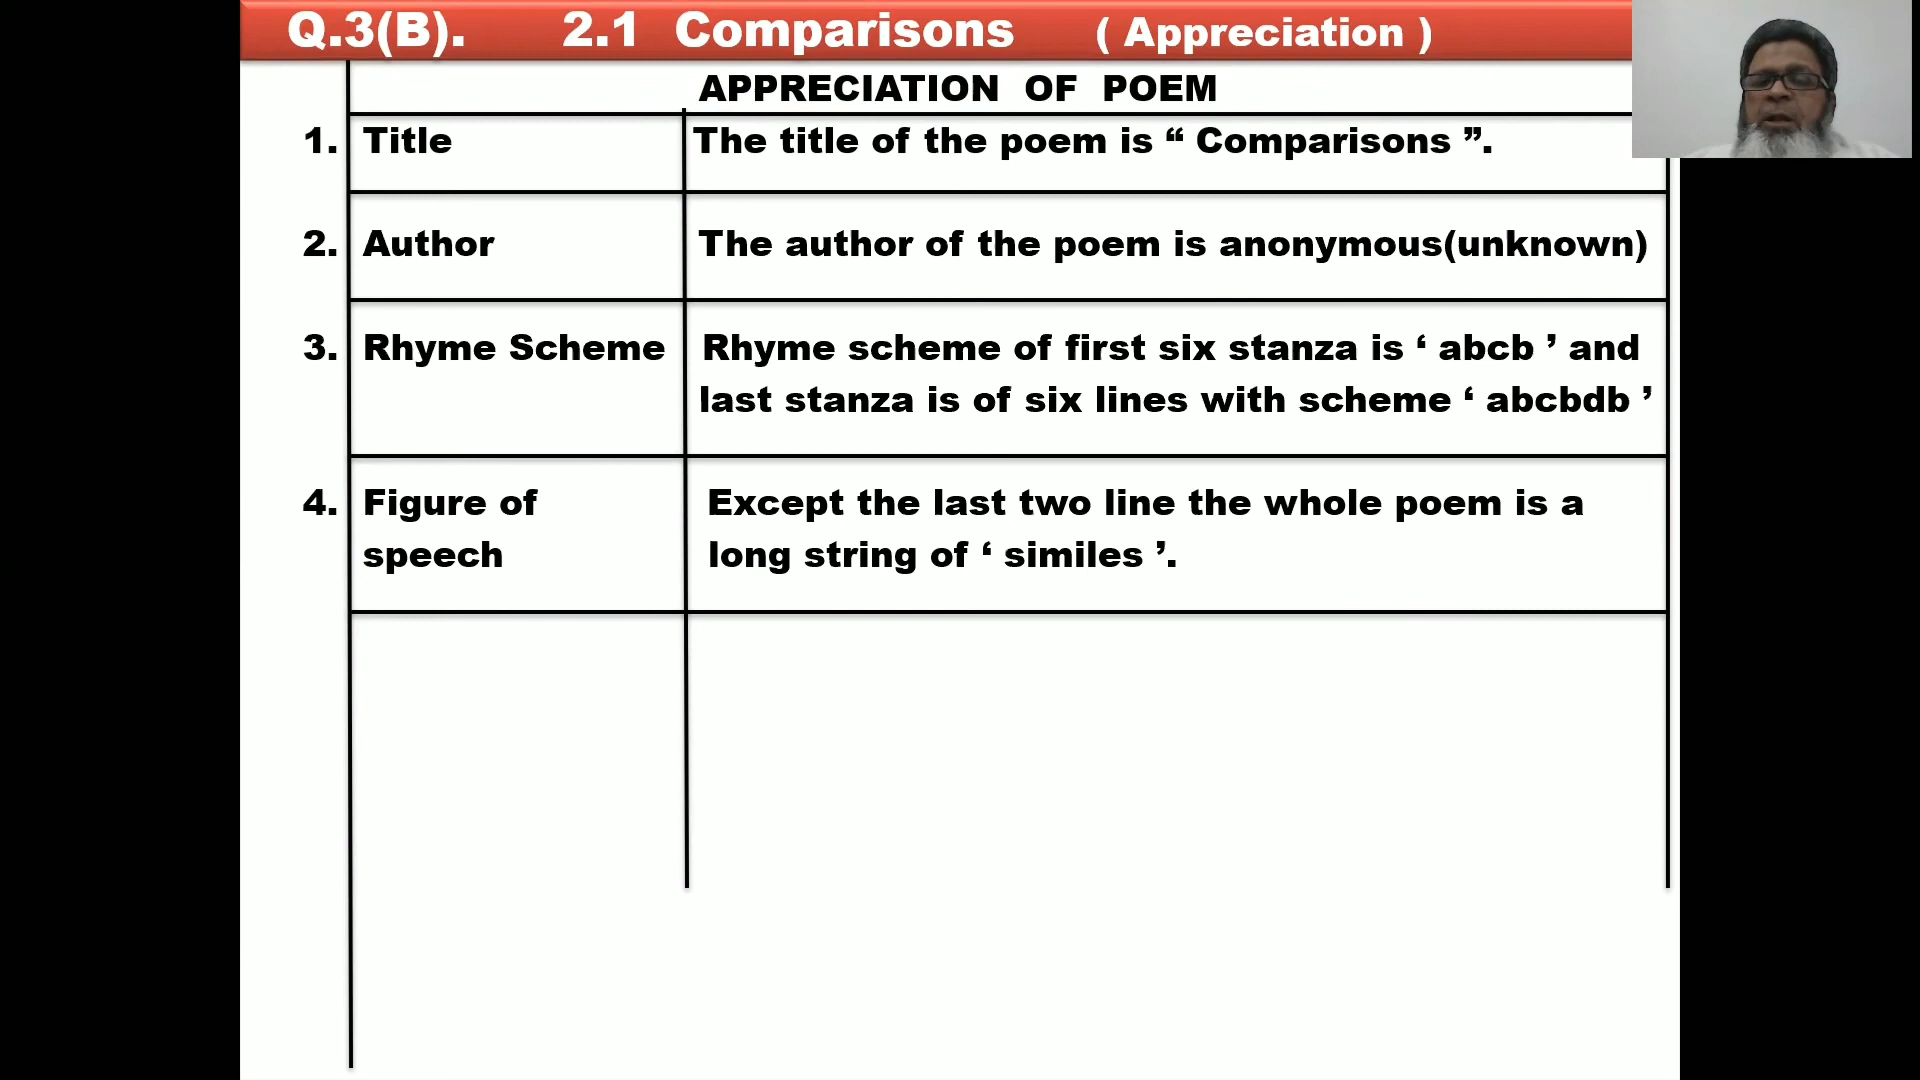 Q.3(B). 2.1 Comparisons ( Appreciation )
APPRECIATION OF POEM
1. Title The title of the poem is “ Comparisons ”.
2. Author The author of the poem is anonymous(unknown)
3. Rhyme Scheme Rhyme scheme of first six stanza is ‘ abcb ’ and
last stanza is of six lines with scheme ‘ abcbdb ’
4. Figure of Except the last two line the whole poem is a
speech long string of ‘ similes ’.